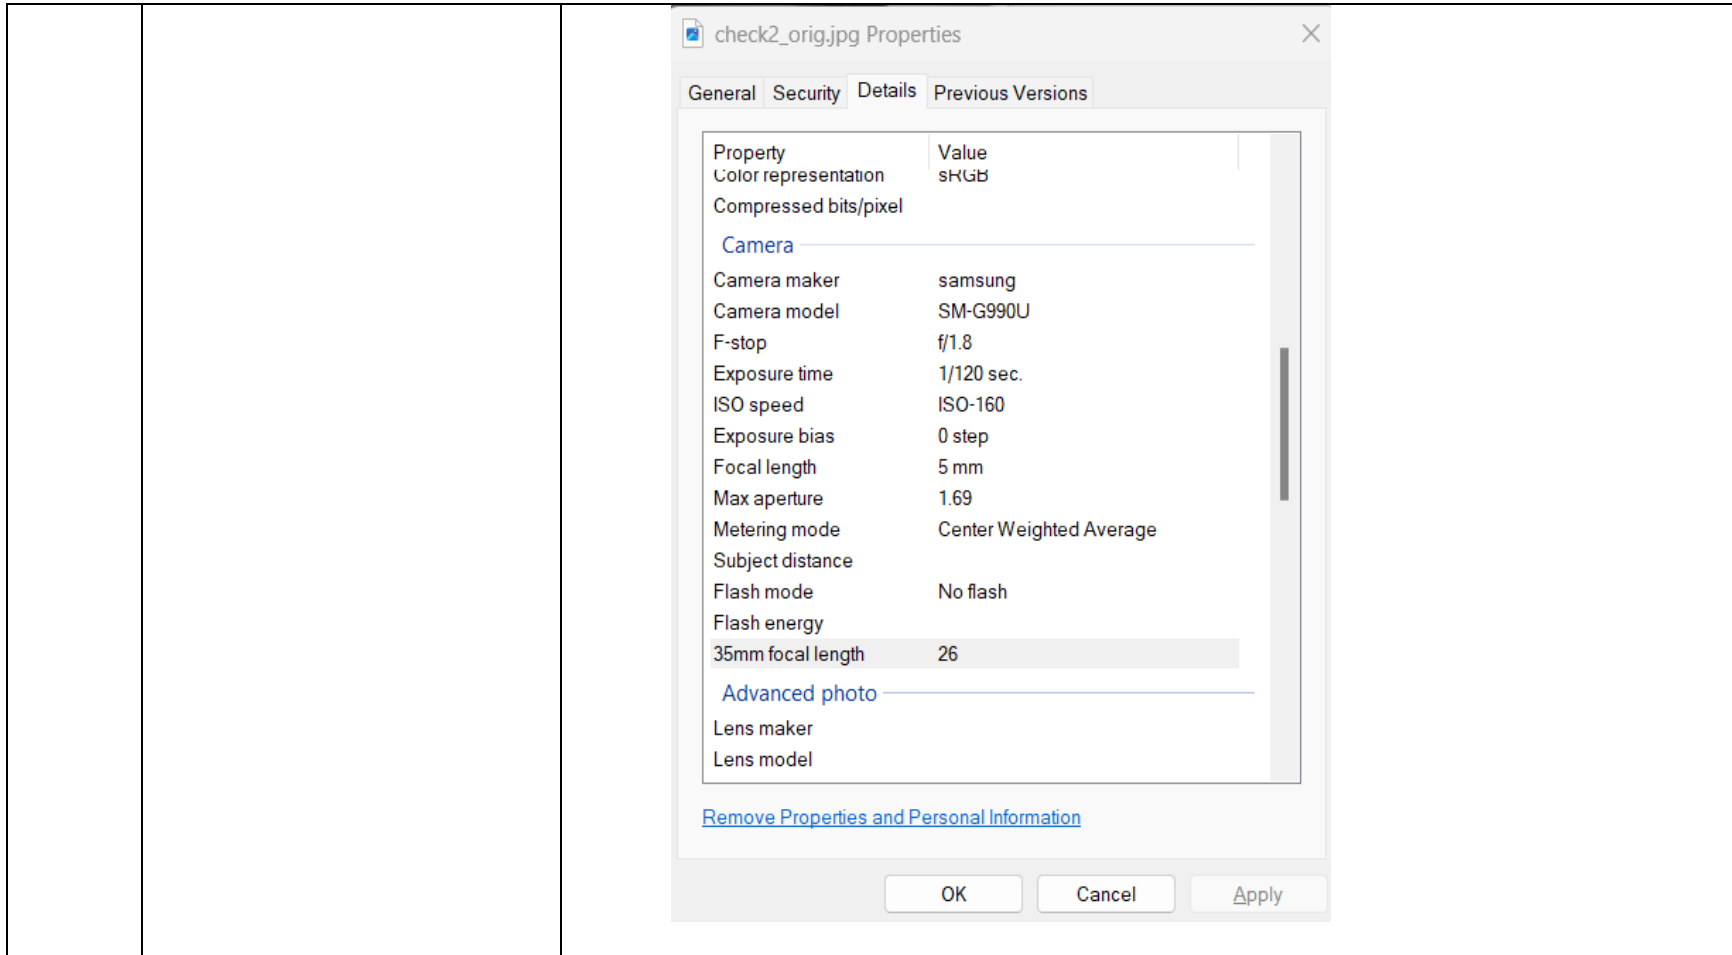 check2_orig.jpg Properties
General Security Details Previous Versions
Property Value
Color representation sRGB
Compressed bits/pixel
Camera
Camera maker samsung
Camera model SM-G990U
F-stop f/1.8
Exposure time 1/120 sec.
ISO speed ISO-160
Exposure bias 0 step
Focal length 5 mm
Max aperture 1.69
Metering mode Center Weighted Average
Subject distance
Flash mode No flash
Flash energy
35mm focal length 26
Advanced photo
Lens maker
Lens model
Remove Properties and Personal Information
OK Cancel Apply